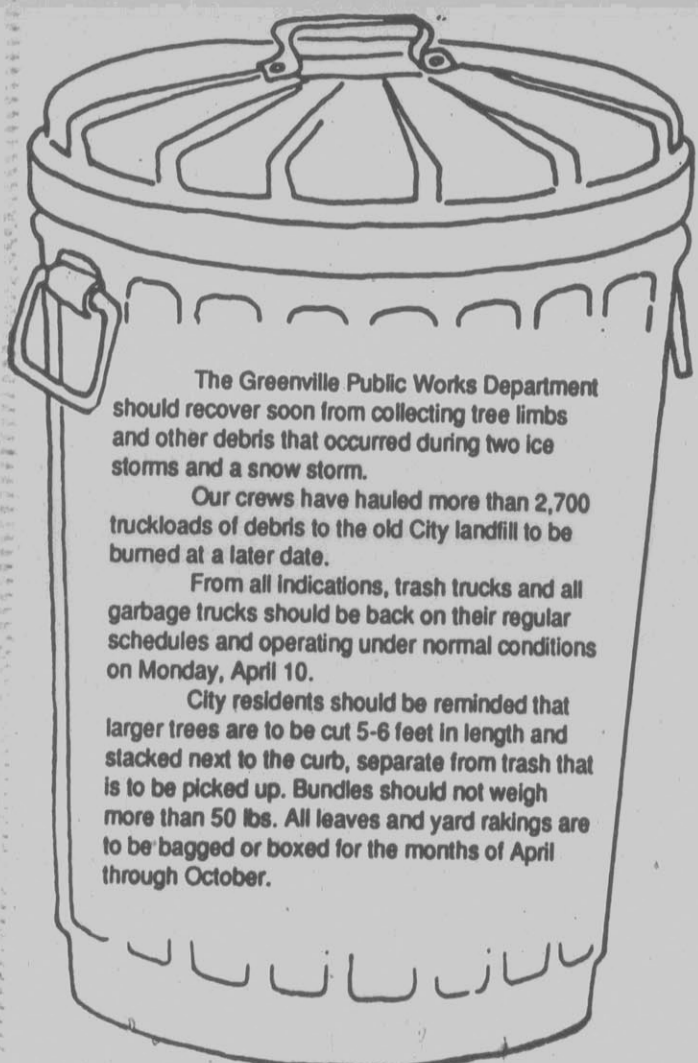 The Greenville Public Works Department
should recover soon from collecting tree limbs
and other debris that occurred during two ice
storms and a snow storm.
Our crews have hauled more than 2,700
truckloads of debris to the old City landfill to be
burned at a later date.
From all indications, trash trucks and all
garbage trucks should be back on their regular
schedules and operating under normal conditions
on Monday, April 10.
City residents should be reminded that
larger trees are to be cut 5-6 feet in length and
stacked next to the curb, separate from trash that
is to be picked up. Bundles should not weigh
more than 50 lbs. All leaves and yard rakings are
to be bagged or boxed for the months of April
through October.